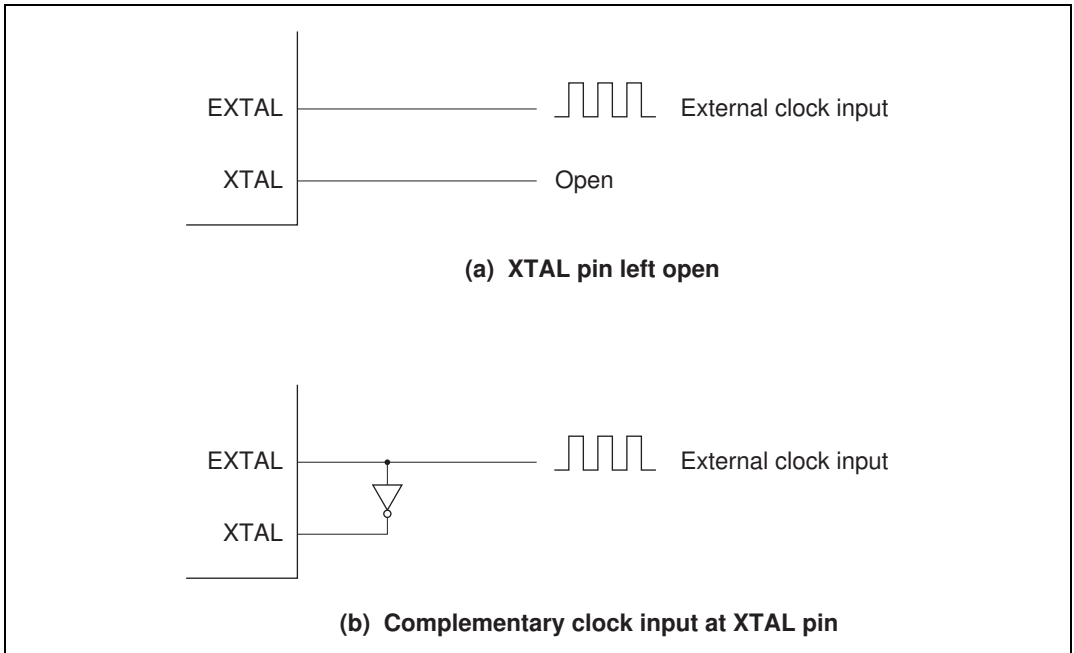 EXTAL
External clock input
XTAL
Open
(a) XTAL pin left open
EXTAL
External clock input
XTAL
(b) Complementary clock input at XTAL pin